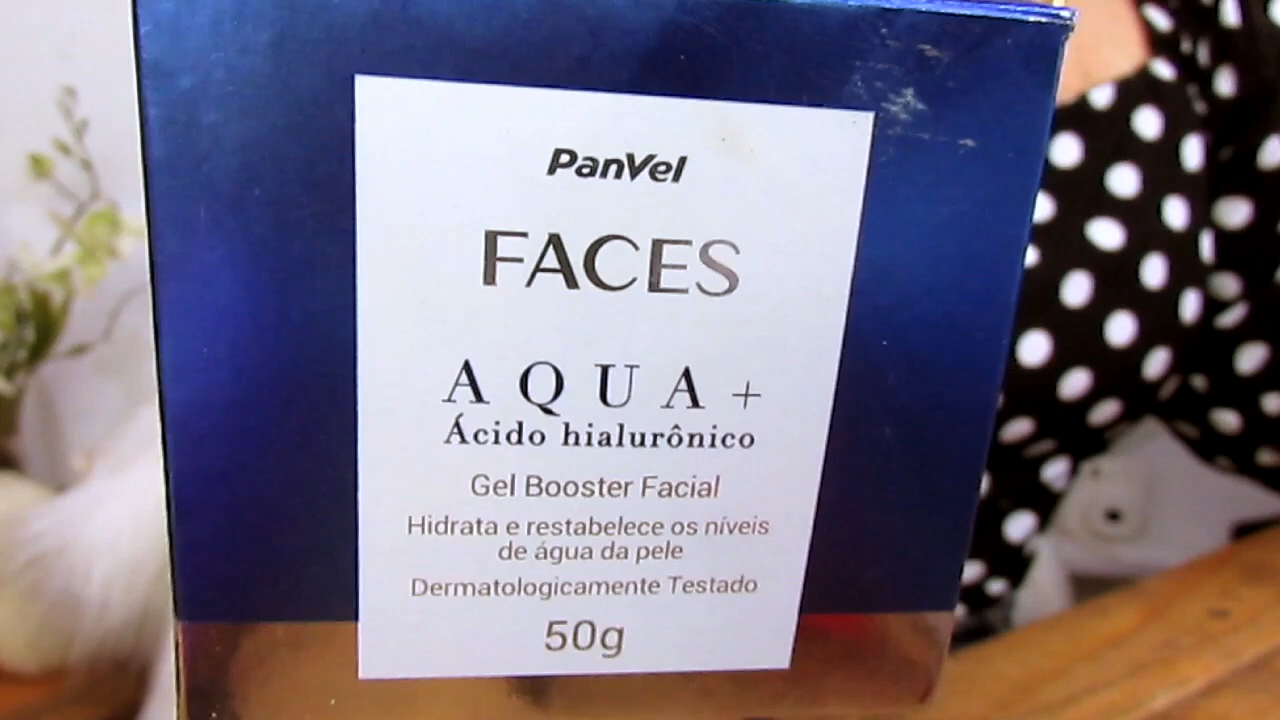 PanVel
FACES
AQUA+
Ácido hialurônico
Gel Booster Facial
Hidrata e restabelece os níveis
de água da pele
Dermatologicamente Testado
50g